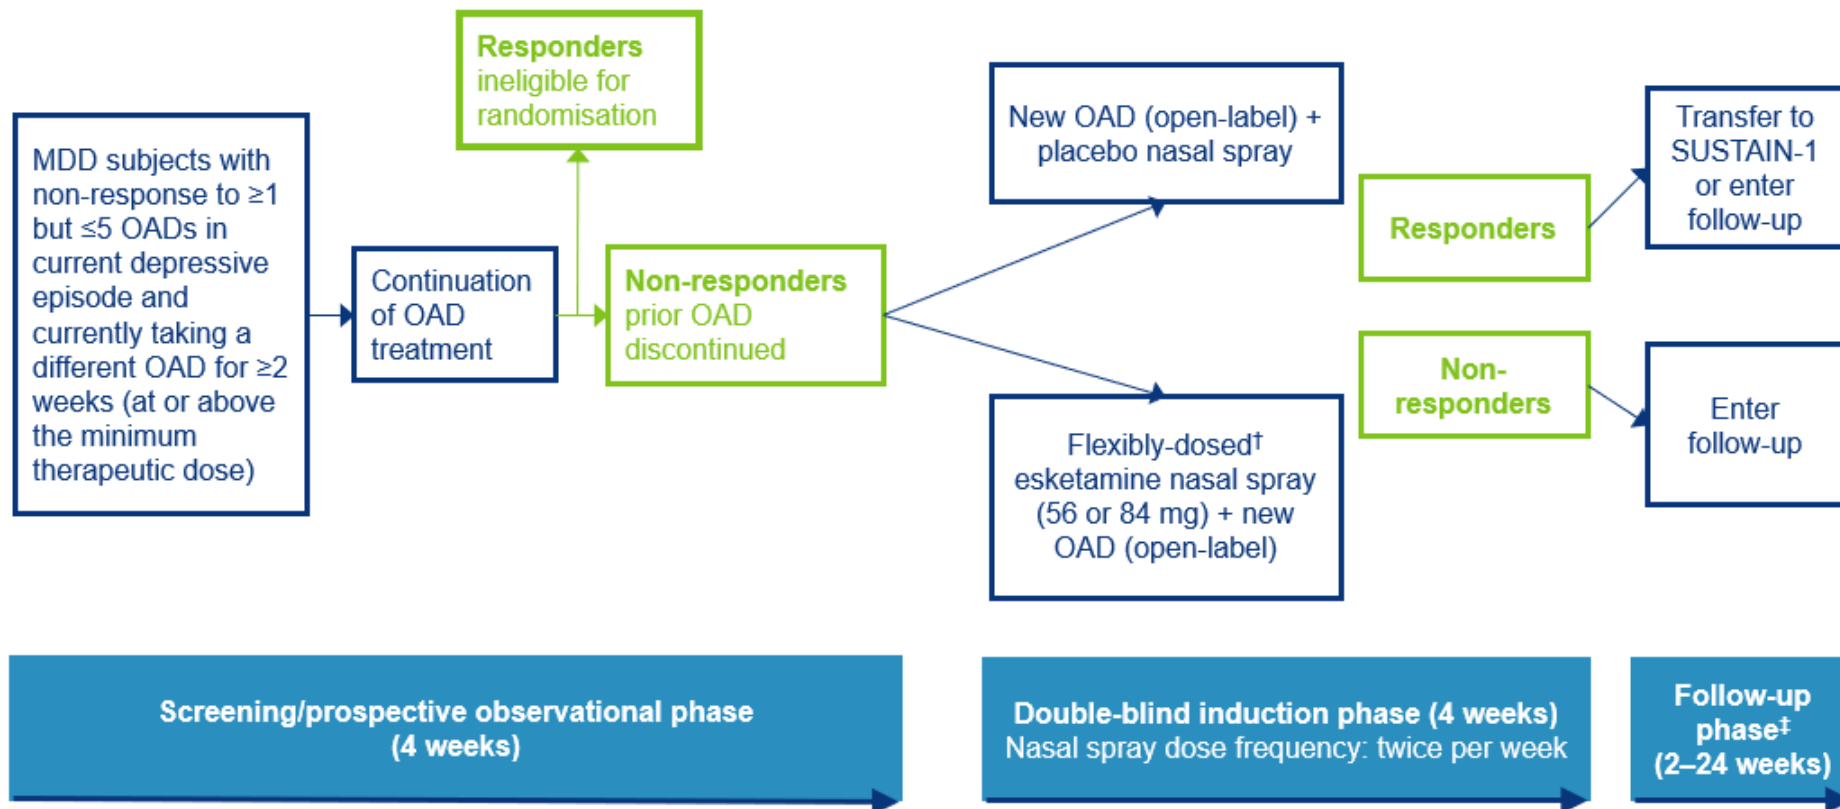 MDD subjects with
non-response to ≥1
but ≤5 OADs in
current depressive
episode and
currently taking a
different OAD for ≥2
weeks (at or above
the minimum
therapeutic dose)
Continuation
of OAD
treatment
Responders
ineligible for
randomisation
Non-responders
prior OAD
discontinued
New OAD (open-label) +
placebo nasal spray
Flexibly-dosed†
esketamine nasal spray
(56 or 84 mg) + new
OAD (open-label)
Responders
Non-
responders
Transfer to
SUSTAIN-1
or enter
follow-up
Enter
follow-up
Screening/prospective observational phase
(4 weeks)
Double-blind induction phase (4 weeks)
Nasal spray dose frequency: twice per week
Follow-up
phase‡
(2–24 weeks)